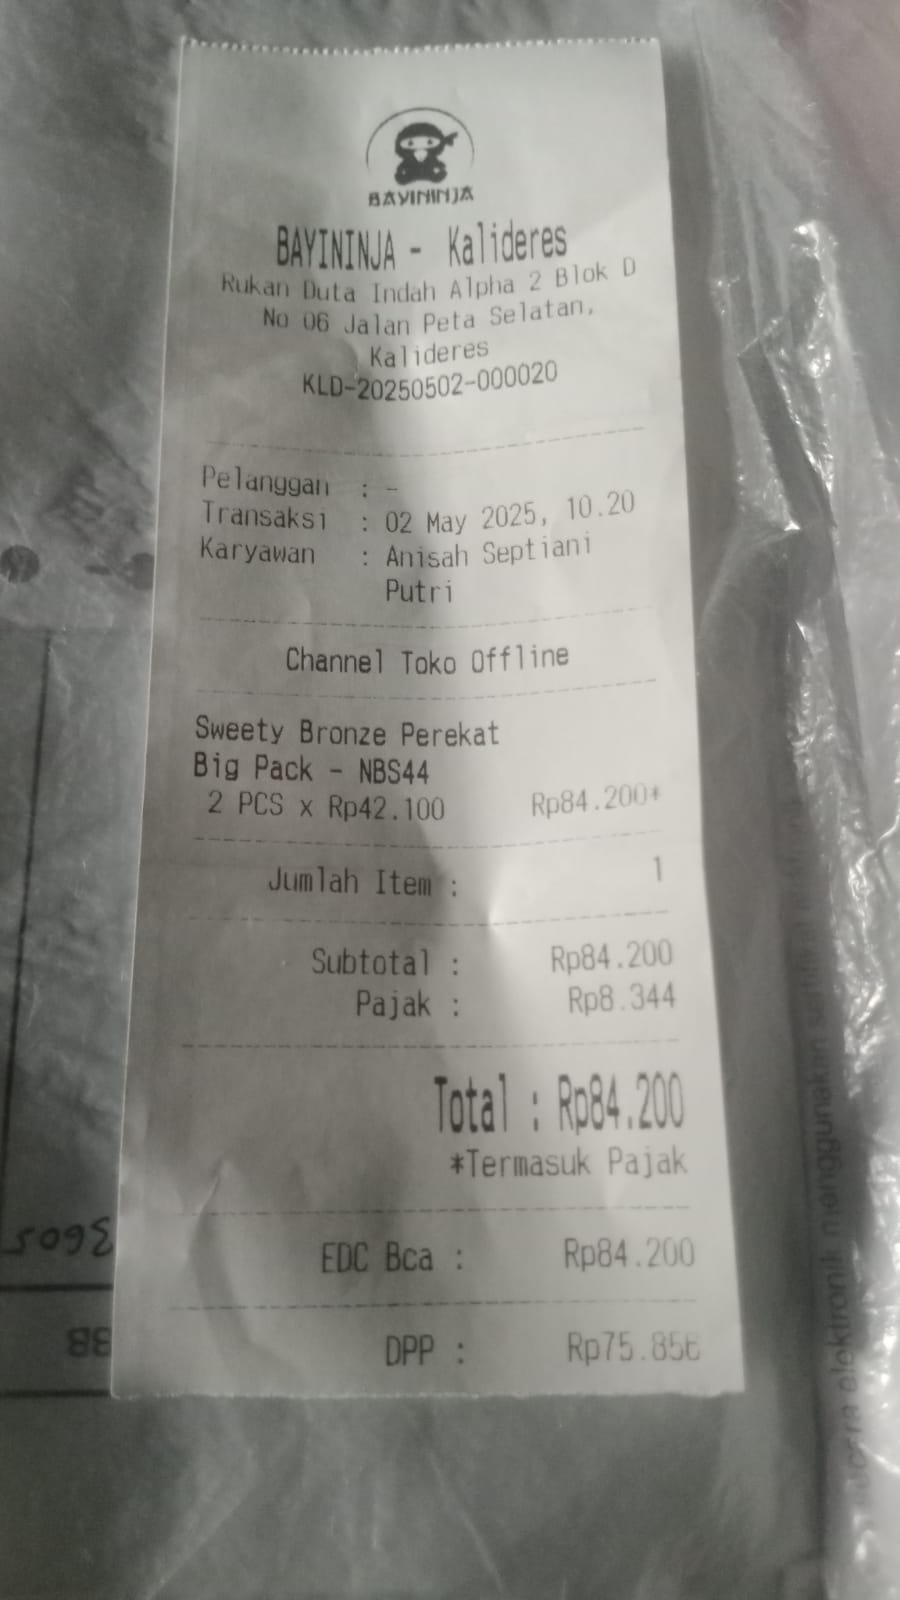 BAYININJA
BAYININJA - Kalideres
Rukan Duta Indah Alpha 2 Blok D
No 06 Jalan Peta Selatan,
Kalideres
KLD-20250502-000020
Pelanggan : -
Transaksi : 02 May 2025, 10.20
Karyawan : Anisah Septiani
Putri
Channel Toko Offline
Sweety Bronze Perekat
Big Pack - NBS44
2 PCS x Rp42.100 Rp84.200*
Jumlah Item : 1
Subtotal : Rp84.200
Pajak : Rp8.344
Total : Rp84.200
*Termasuk Pajak
EDC Bca : Rp84.200
DPP : Rp75.856
elektronik menggunakan